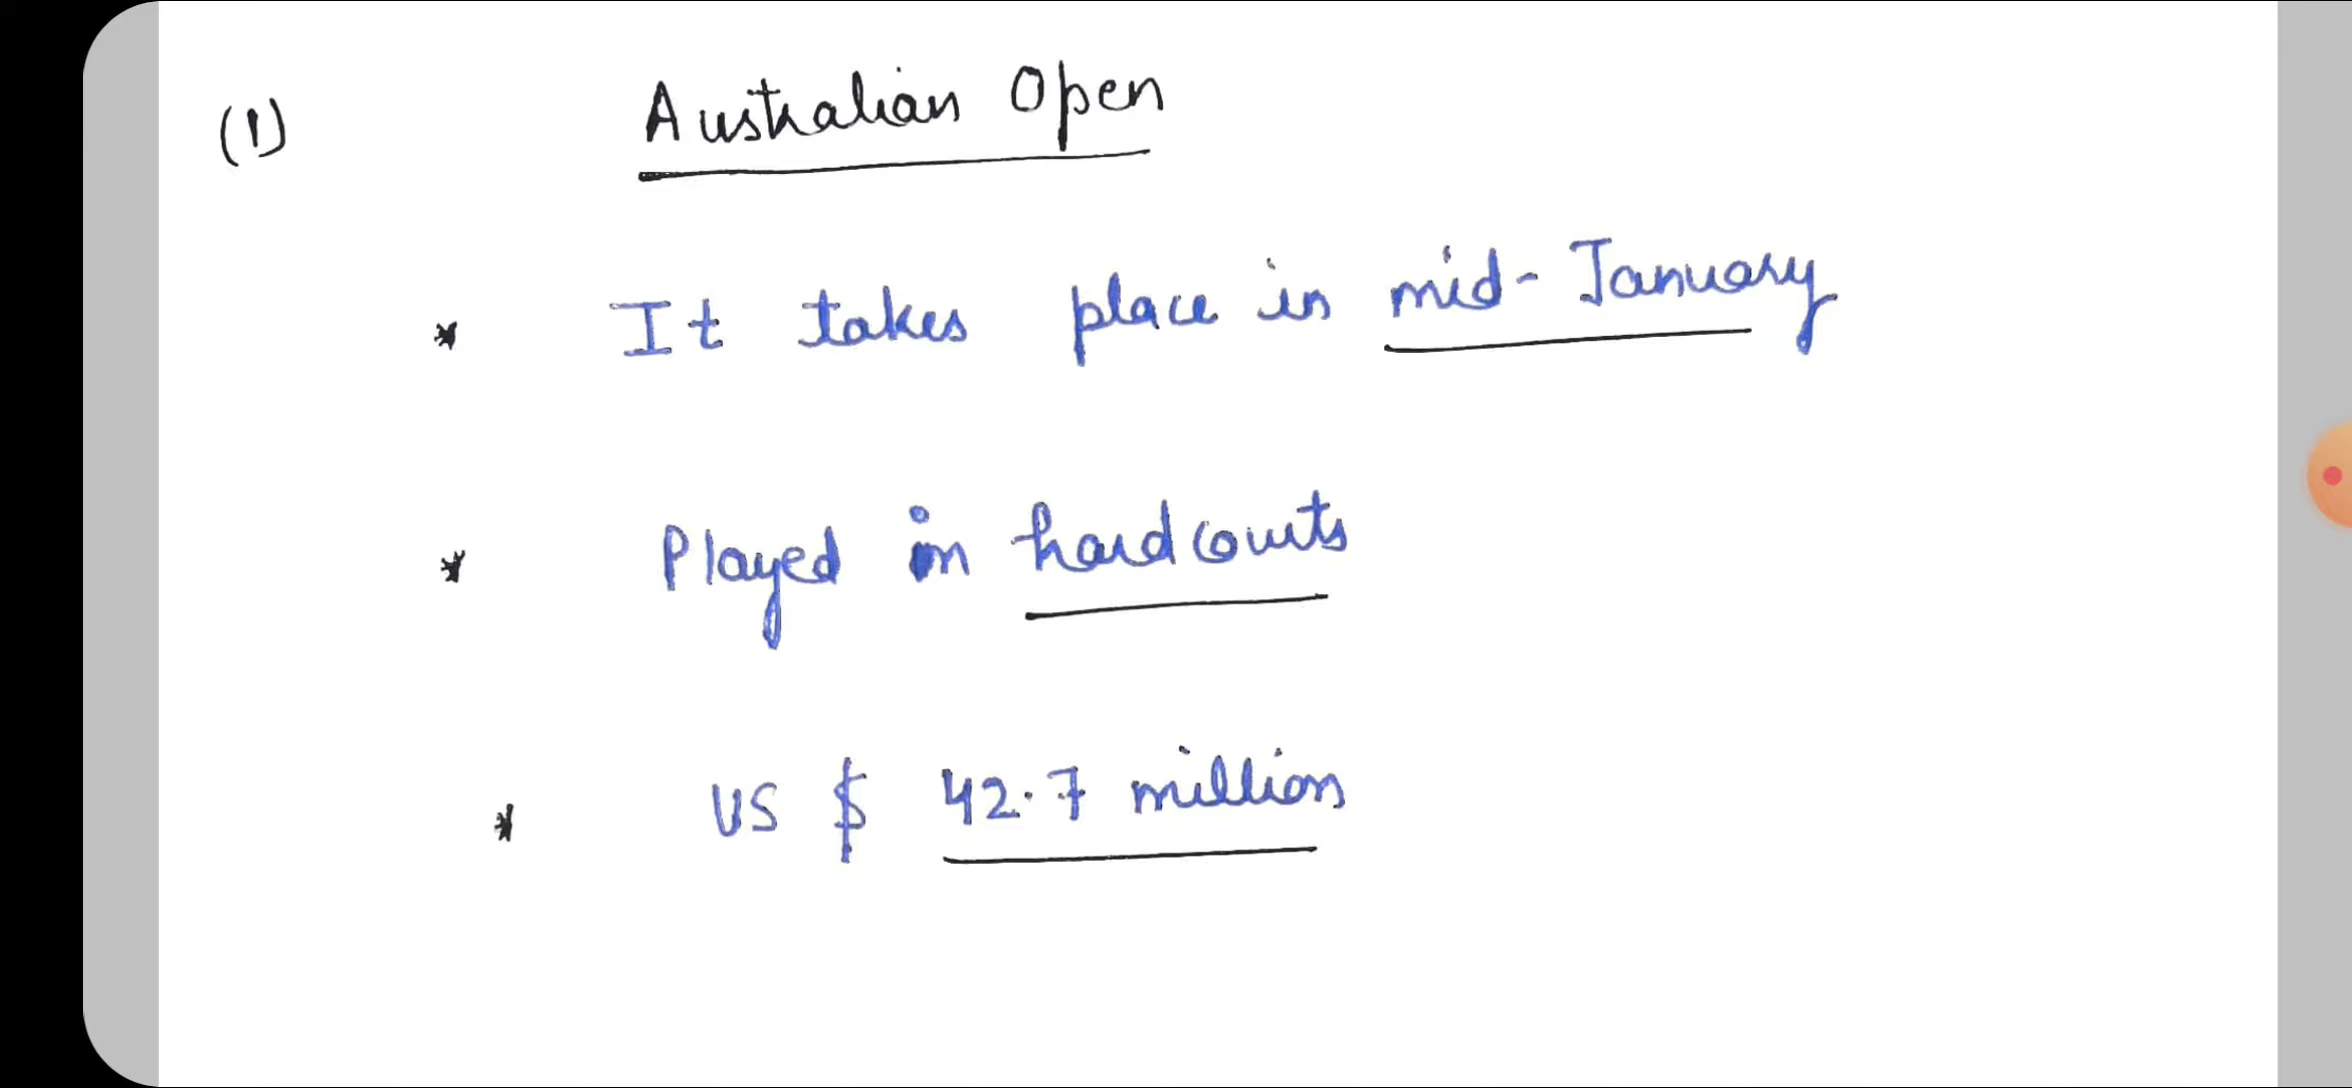 (1) Australian Open
* It takes place in mid-January
* Played in hardcourts
* US $ 42.7 million